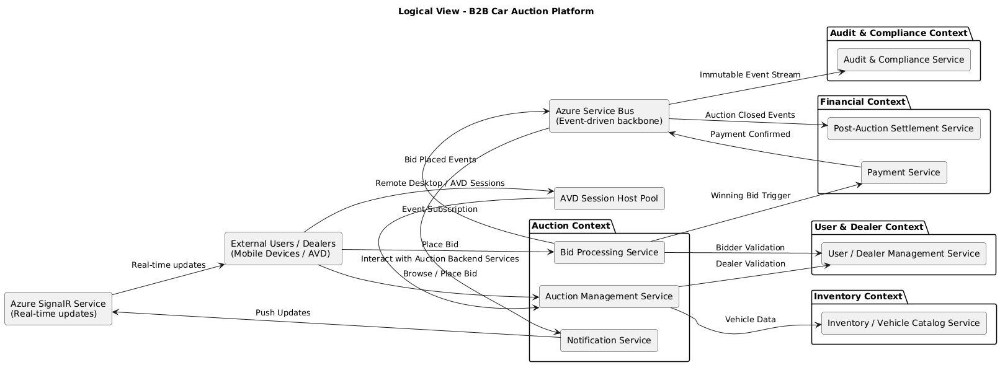 Logical View - B2B Car Auction Platform
Audit & Compliance Context
Audit & Compliance Service
Immutable Event Stream
Financial Context
Azure Service Bus
(Event-driven backbone)
Auction Closed Events
Post-Auction Settlement Service
Payment Confirmed
Bid Placed Events
Payment Service
Remote Desktop / AVD Sessions
AVD Session Host Pool
Winning Bid Trigger
Event Subscription
Auction Context
User & Dealer Context
External Users / Dealers
(Mobile Devices / AVD)
Place Bid
Bid Processing Service
Bidder Validation
User / Dealer Management Service
Interact with Auction Backend Services
Real-time updates
Dealer Validation
Browse / Place Bid
Auction Management Service
Inventory Context
Azure SignalR Service
(Real-time updates)
Push Updates
Vehicle Data
Inventory / Vehicle Catalog Service
Notification Service